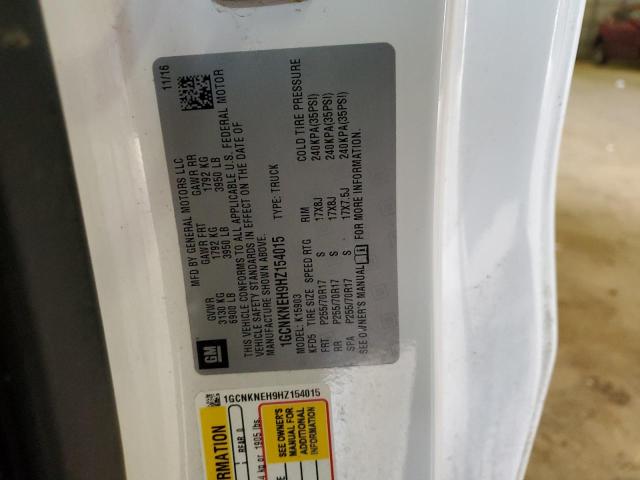 11/16
GM
MFD BY GENERAL MOTORS LLC
GVWR GAWR FRT GAWR RR
3130 KG 1792 KG 1792 KG
6900 LB 3950 LB 3950 LB
THIS VEHICLE CONFORMS TO ALL APPLICABLE U.S. FEDERAL MOTOR
VEHICLE SAFETY STANDARDS IN EFFECT ON THE DATE OF
MANUFACTURE SHOWN ABOVE.
1GCNKNEH9HZ154015
TYPE: TRUCK
MODEL: K15903
KFD5 TIRE SIZE SPEED RTG RIM COLD TIRE PRESSURE
FRT: P255/70R17 S 17X8J 240KPA(35PSI)
RR P255/70R17 S 17X8J 240KPA(35PSI)
SPA P255/70R17 S 17X7.5J 240KPA(35PSI)
SEE OWNER'S MANUAL FOR MORE INFORMATION.
1GCNKNEH9HZ154015
REAR
1905 lbs.
SEE OWNER'S
MANUAL FOR
ADDITIONAL
INFORMATION